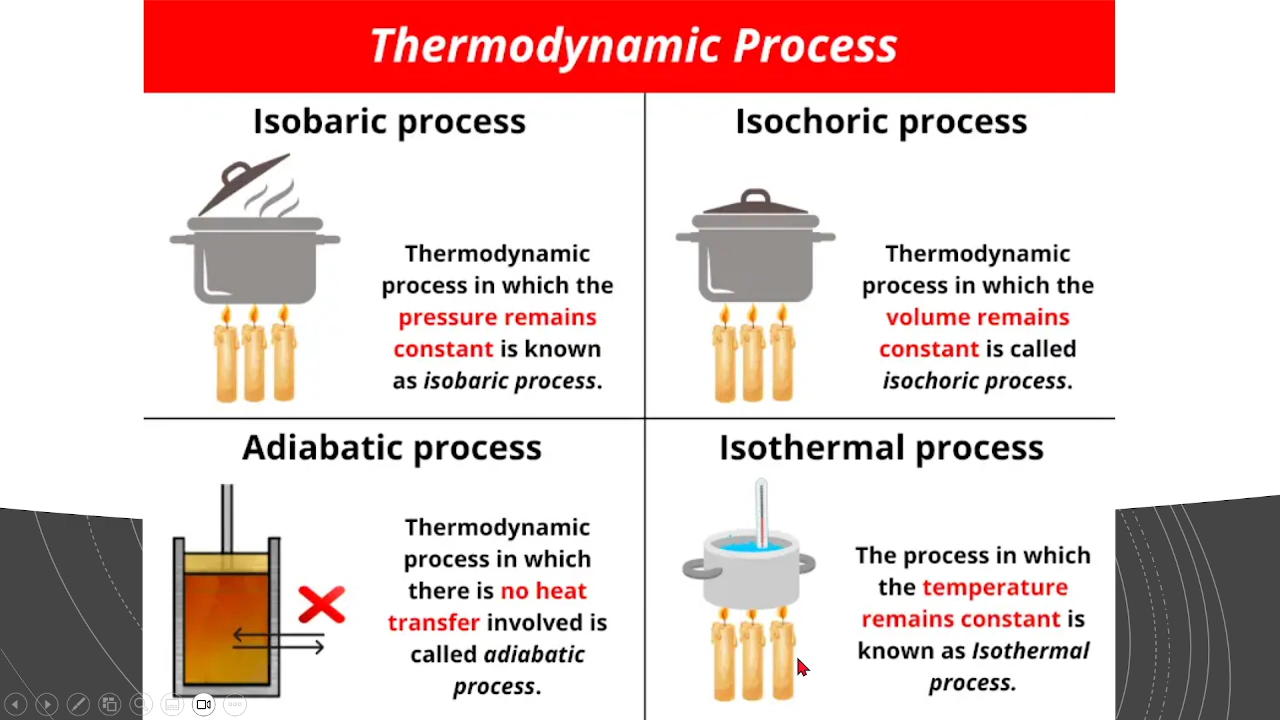 Thermodynamic Process
Isobaric process
Thermodynamic
process in which the
pressure remains
constant is known
as isobaric process.
Isochoric process
Thermodynamic
process in which the
volume remains
constant is called
isochoric process.
Adiabatic process
Thermodynamic
process in which
there is no heat
transfer involved is
called adiabatic
process.
Isothermal process
The process in which
the temperature
remains constant is
known as Isothermal
process.